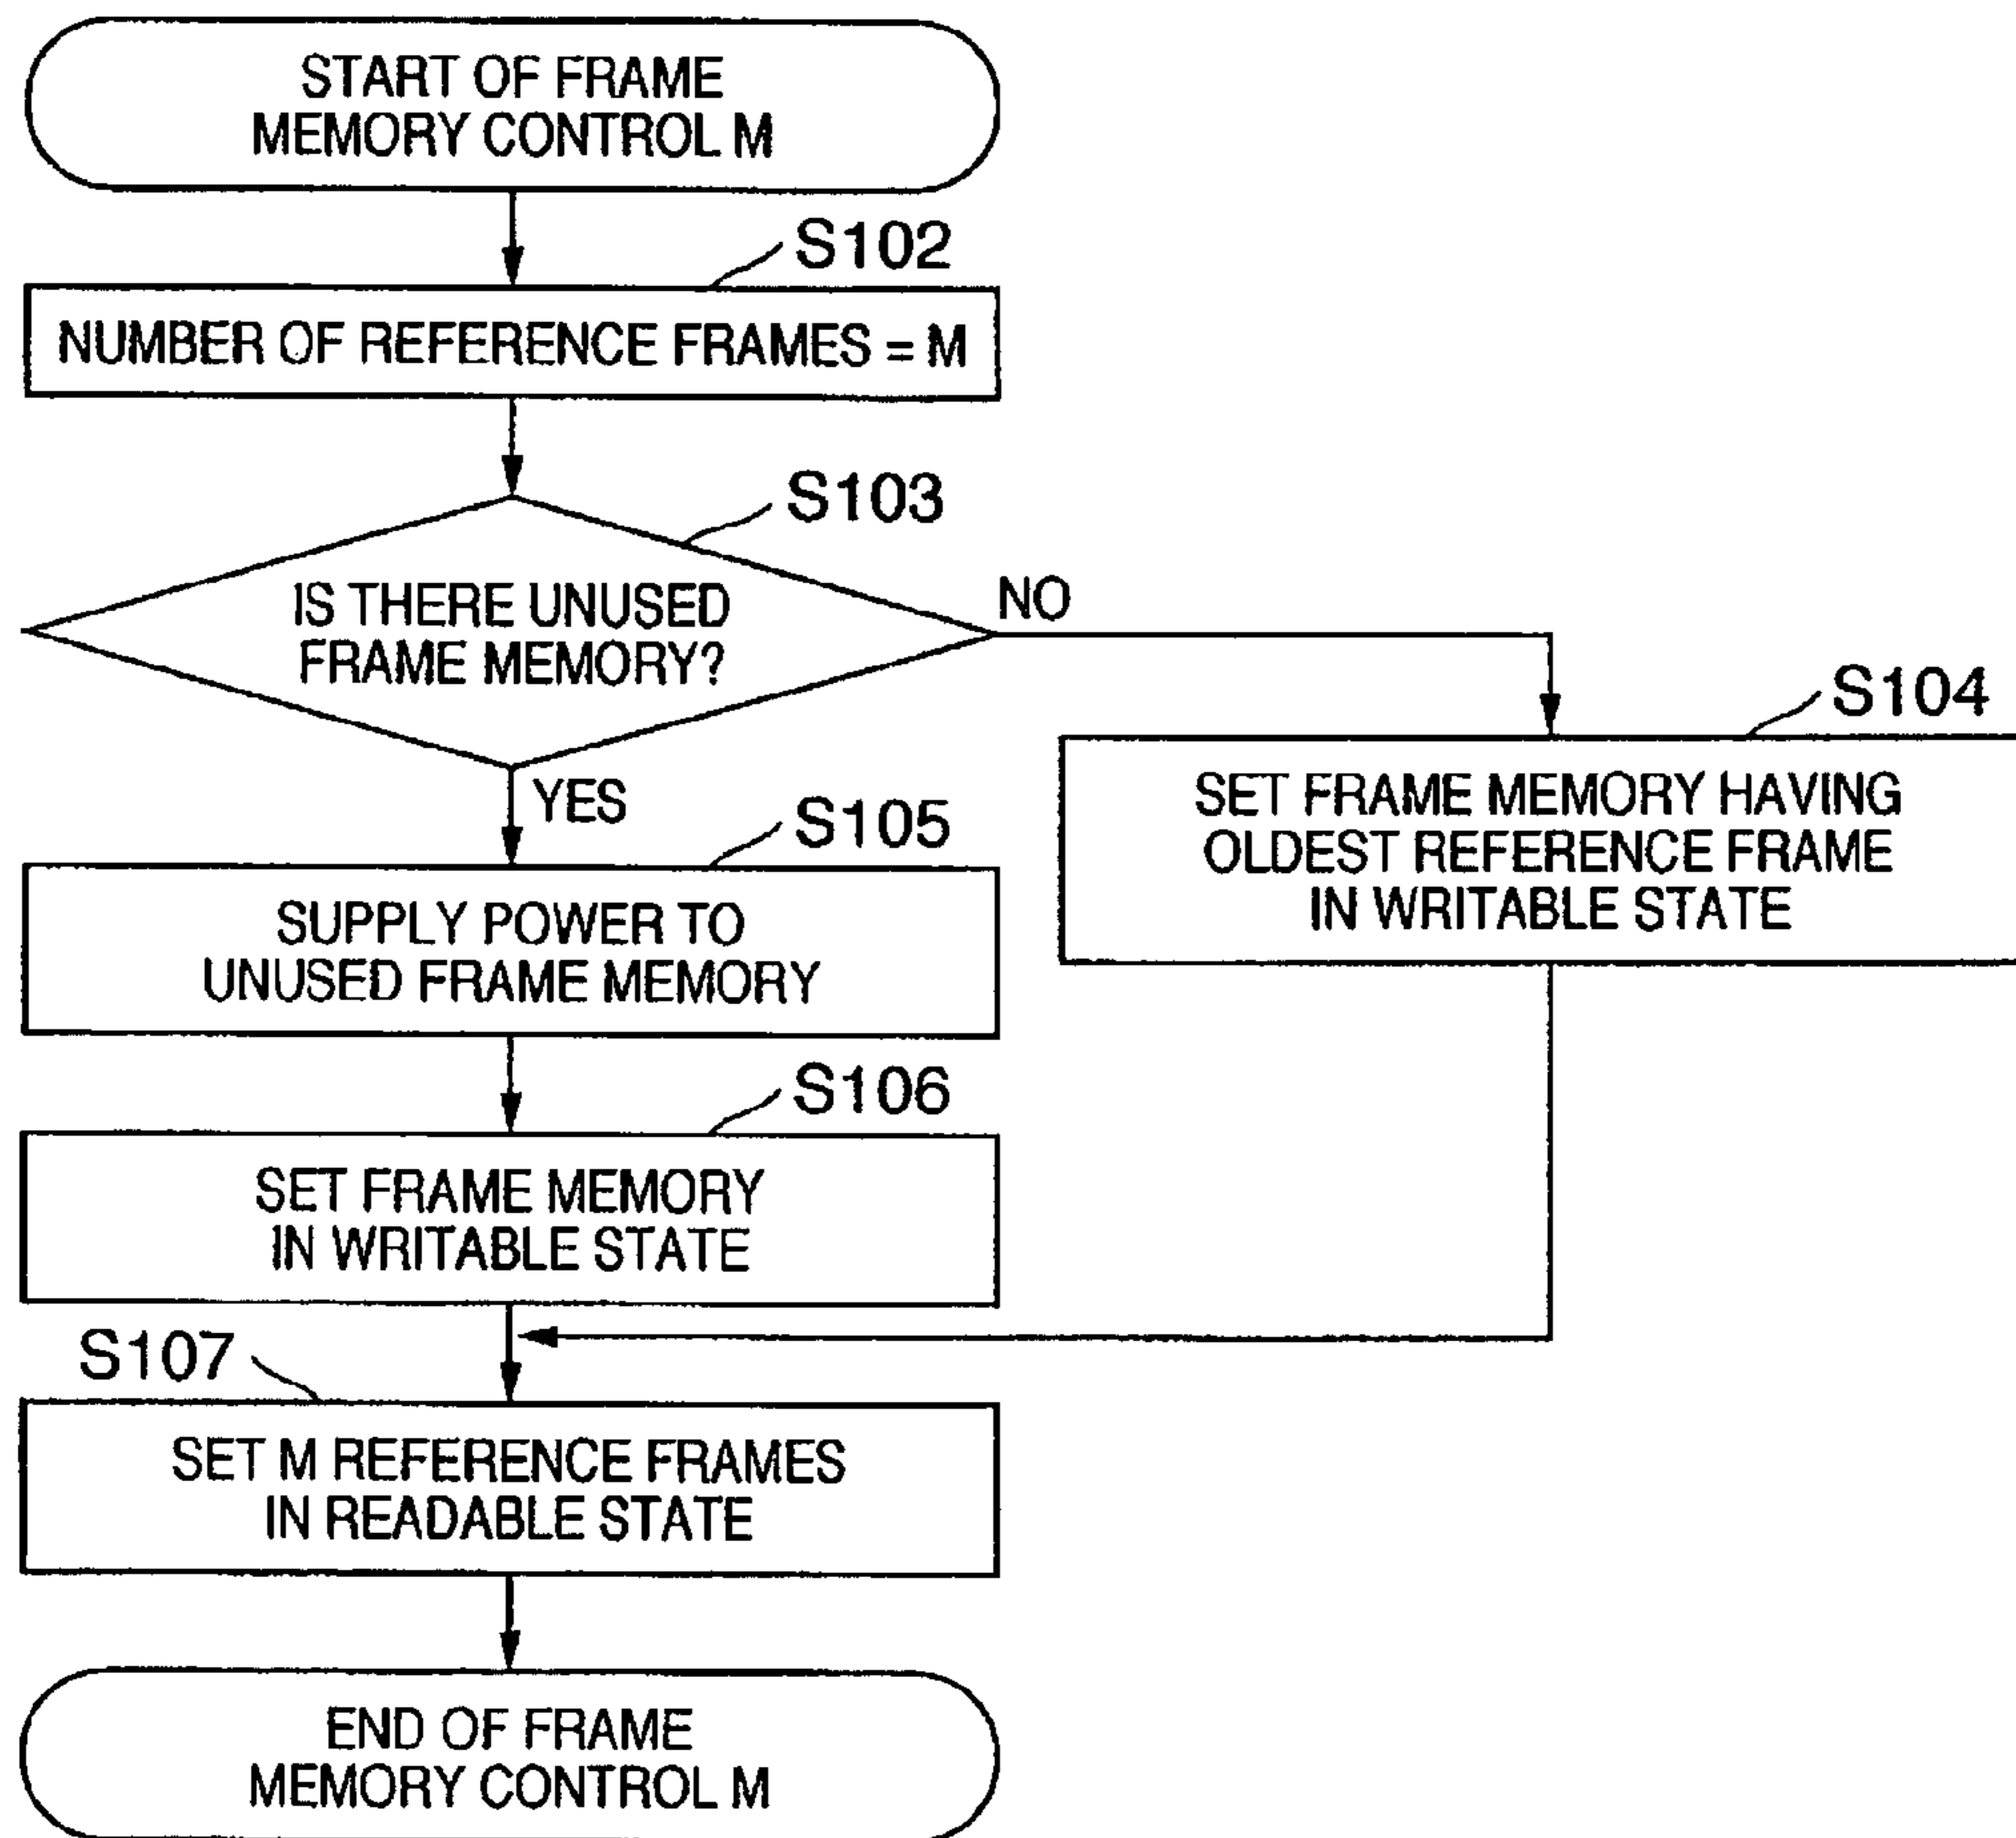 START OF FRAME
MEMORY CONTROL M
S102
NUMBER OF REFERENCE FRAMES = M
S103
IS THERE UNUSED
FRAME MEMORY?
NO
YES
S104
SET FRAME MEMORY HAVING
OLDEST REFERENCE FRAME
IN WRITABLE STATE
S105
SUPPLY POWER TO
UNUSED FRAME MEMORY
S106
SET FRAME MEMORY
IN WRITABLE STATE
S107
SET M REFERENCE FRAMES
IN READABLE STATE
END OF FRAME
MEMORY CONTROL M